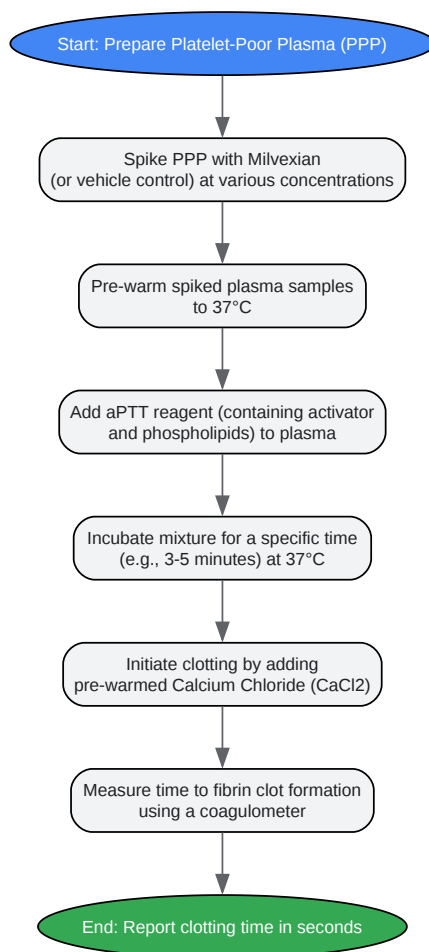 Start: Prepare Platelet-Poor Plasma (PPP)
Spike PPP with Milvexian
(or vehicle control) at various concentrations
Pre-warm spiked plasma samples
to 37°C
Add aPTT reagent (containing activator
and phospholipids) to plasma
Incubate mixture for a specific time
(e.g., 3-5 minutes) at 37°C
Initiate clotting by adding
pre-warmed Calcium Chloride (CaCl2)
Measure time to fibrin clot formation
using a coagulometer
End: Report clotting time in seconds